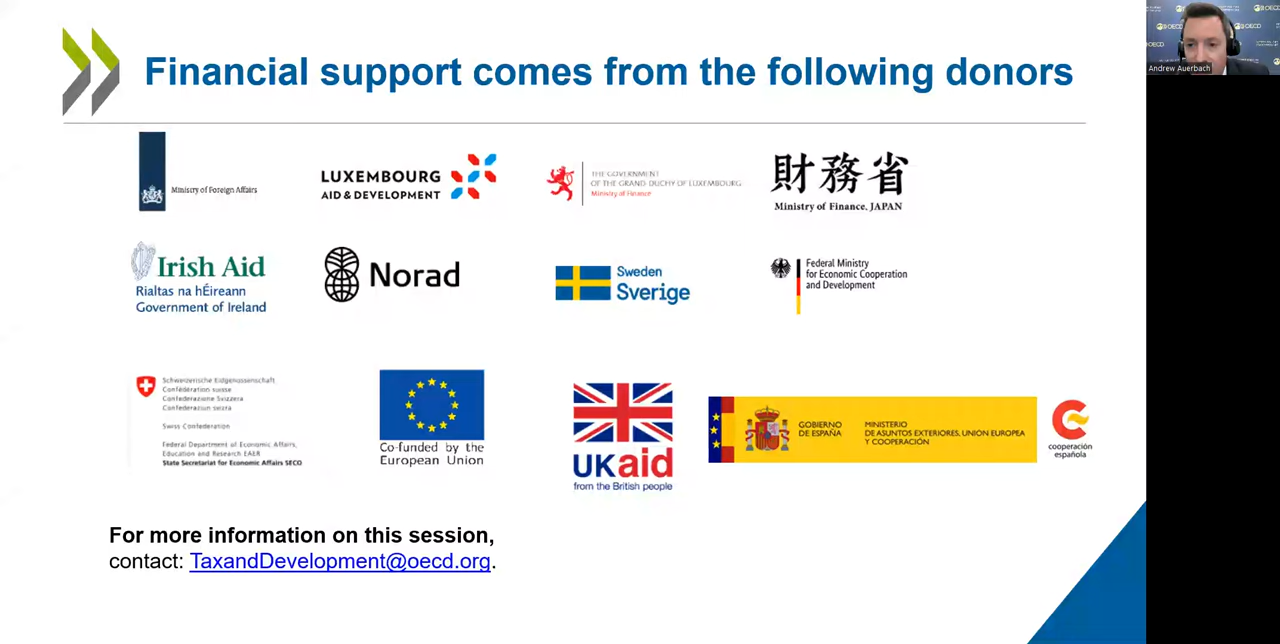 Financial support comes from the following donors
Ministry of Foreign Affairs
LUXEMBOURG
AID & DEVELOPMENT
THE GOVERNMENT
OF THE GRAND DUCHY OF LUXEMBOURG
Ministry of Finance
財務省
Ministry of Finance, JAPAN
Irish Aid
Rialtas na hÉireann
Government of Ireland
Norad
Sweden
Sverige
Federal Ministry
for Economic Cooperation
and Development
Schweizerische Eidgenossenschaft
Confédération suisse
Confederazione Svizzera
Confederaziun svizra
Swiss Confederation
Federal Department of Economic Affairs,
Education and Research EAER
State Secretariat for Economic Affairs SECO
Co-funded by the
European Union
UKaid
from the British people
GOBIERNO
DE ESPAÑA
MINISTERIO
DE ASUNTOS EXTERIORES, UNION EUROPEA
Y COOPERACIÓN
cooperación
española
For more information on this session,
contact: TaxandDevelopment@oecd.org.
OECD
Andrew Auerbach